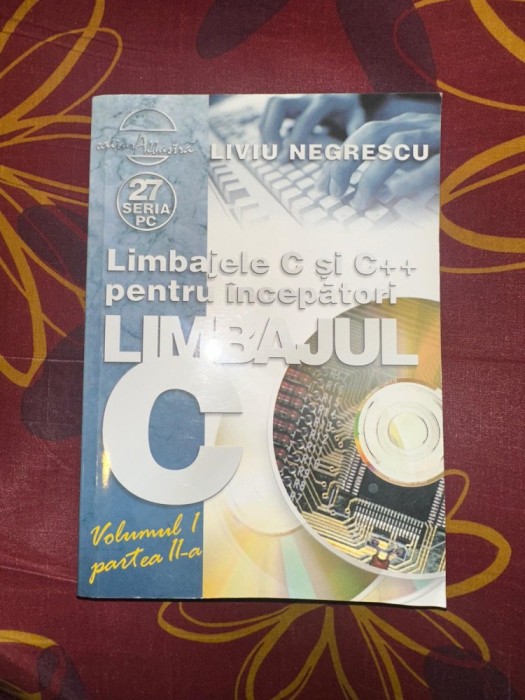 editura Albastră
LIVIU NEGRESCU
27
SERIA
PC
Limbajele C și C++
pentru începători
LIMBAJUL
C
Volumul I
partea II-a